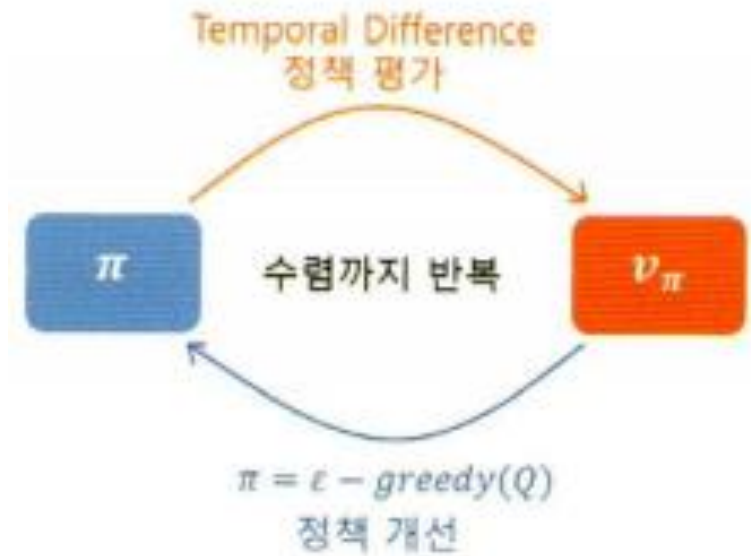 Temporal Difference
정책 평가
π
수렴까지 반복
v_π
π = ε − greedy(Q)
정책 개선